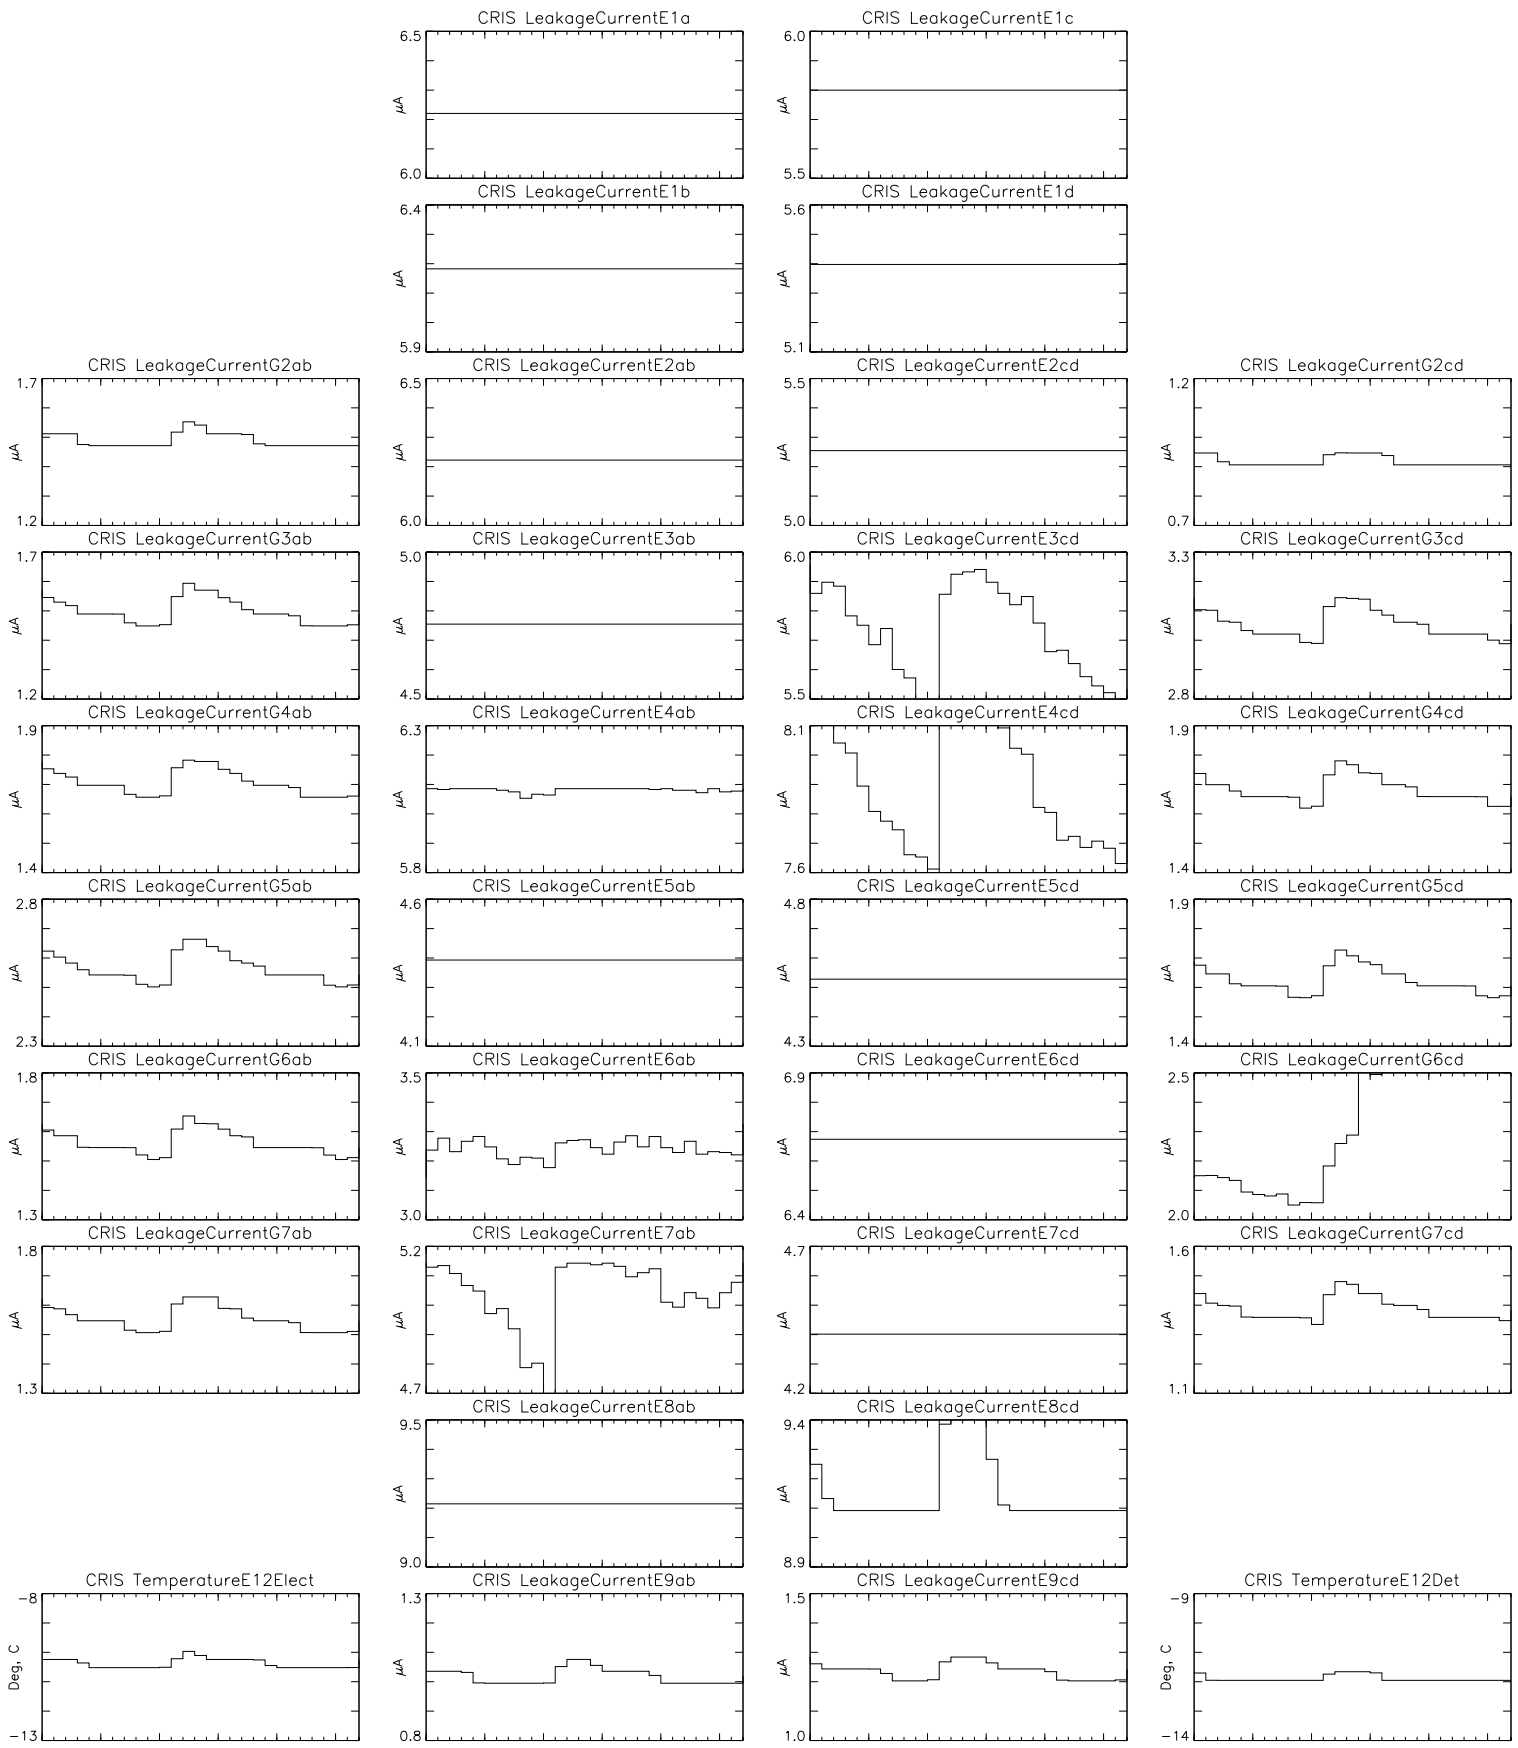 CRIS LeakageCurrentE1a
6.5
μA
6.0
CRIS LeakageCurrentE1c
6.0
μA
5.5
CRIS LeakageCurrentE1b
6.4
μA
5.9
CRIS LeakageCurrentE1d
5.6
μA
5.1
CRIS LeakageCurrentG2ab
1.7
μA
1.2
CRIS LeakageCurrentE2ab
6.5
μA
6.0
CRIS LeakageCurrentE2cd
5.5
μA
5.0
CRIS LeakageCurrentG2cd
1.2
μA
0.7
CRIS LeakageCurrentG3ab
1.7
μA
1.2
CRIS LeakageCurrentE3ab
5.0
μA
4.5
CRIS LeakageCurrentE3cd
6.0
μA
5.5
CRIS LeakageCurrentG3cd
3.3
μA
2.8
CRIS LeakageCurrentG4ab
1.9
μA
1.4
CRIS LeakageCurrentE4ab
6.3
μA
5.8
CRIS LeakageCurrentE4cd
8.1
μA
7.6
CRIS LeakageCurrentG4cd
1.9
μA
1.4
CRIS LeakageCurrentG5ab
2.8
μA
2.3
CRIS LeakageCurrentE5ab
4.6
μA
4.1
CRIS LeakageCurrentE5cd
4.8
μA
4.3
CRIS LeakageCurrentG5cd
1.9
μA
1.4
CRIS LeakageCurrentG6ab
1.8
μA
1.3
CRIS LeakageCurrentE6ab
3.5
μA
3.0
CRIS LeakageCurrentE6cd
6.9
μA
6.4
CRIS LeakageCurrentG6cd
2.5
μA
2.0
CRIS LeakageCurrentG7ab
1.8
μA
1.3
CRIS LeakageCurrentE7ab
5.2
μA
4.7
CRIS LeakageCurrentE7cd
4.7
μA
4.2
CRIS LeakageCurrentG7cd
1.6
μA
1.1
CRIS LeakageCurrentE8ab
9.5
μA
9.0
CRIS LeakageCurrentE8cd
9.4
μA
8.9
CRIS TemperatureE12Elect
−8
Deg, C
−13
CRIS LeakageCurrentE9ab
1.3
μA
0.8
CRIS LeakageCurrentE9cd
1.5
μA
1.0
CRIS TemperatureE12Det
−9
Deg, C
−14